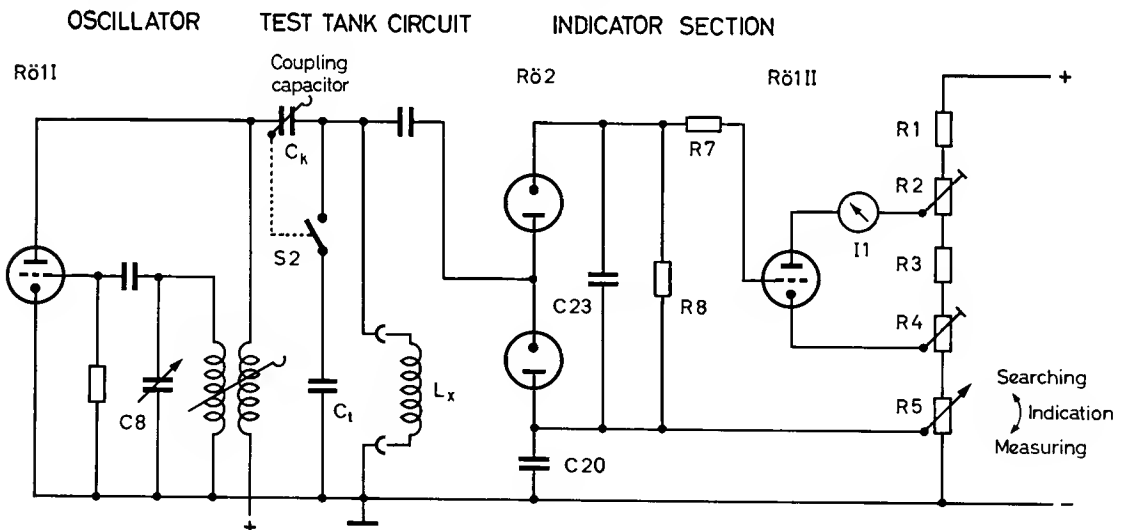 OSCILLATOR TEST TANK CIRCUIT INDICATOR SECTION
Rö1I
Coupling
capacitor
Rö2
Rö1II
+
Ck
R1
R7
R2
I1
S2
R3
C23
R8
R4
C8
Ct
Lx
R5
Searching
Indication
Measuring
C20
+
−